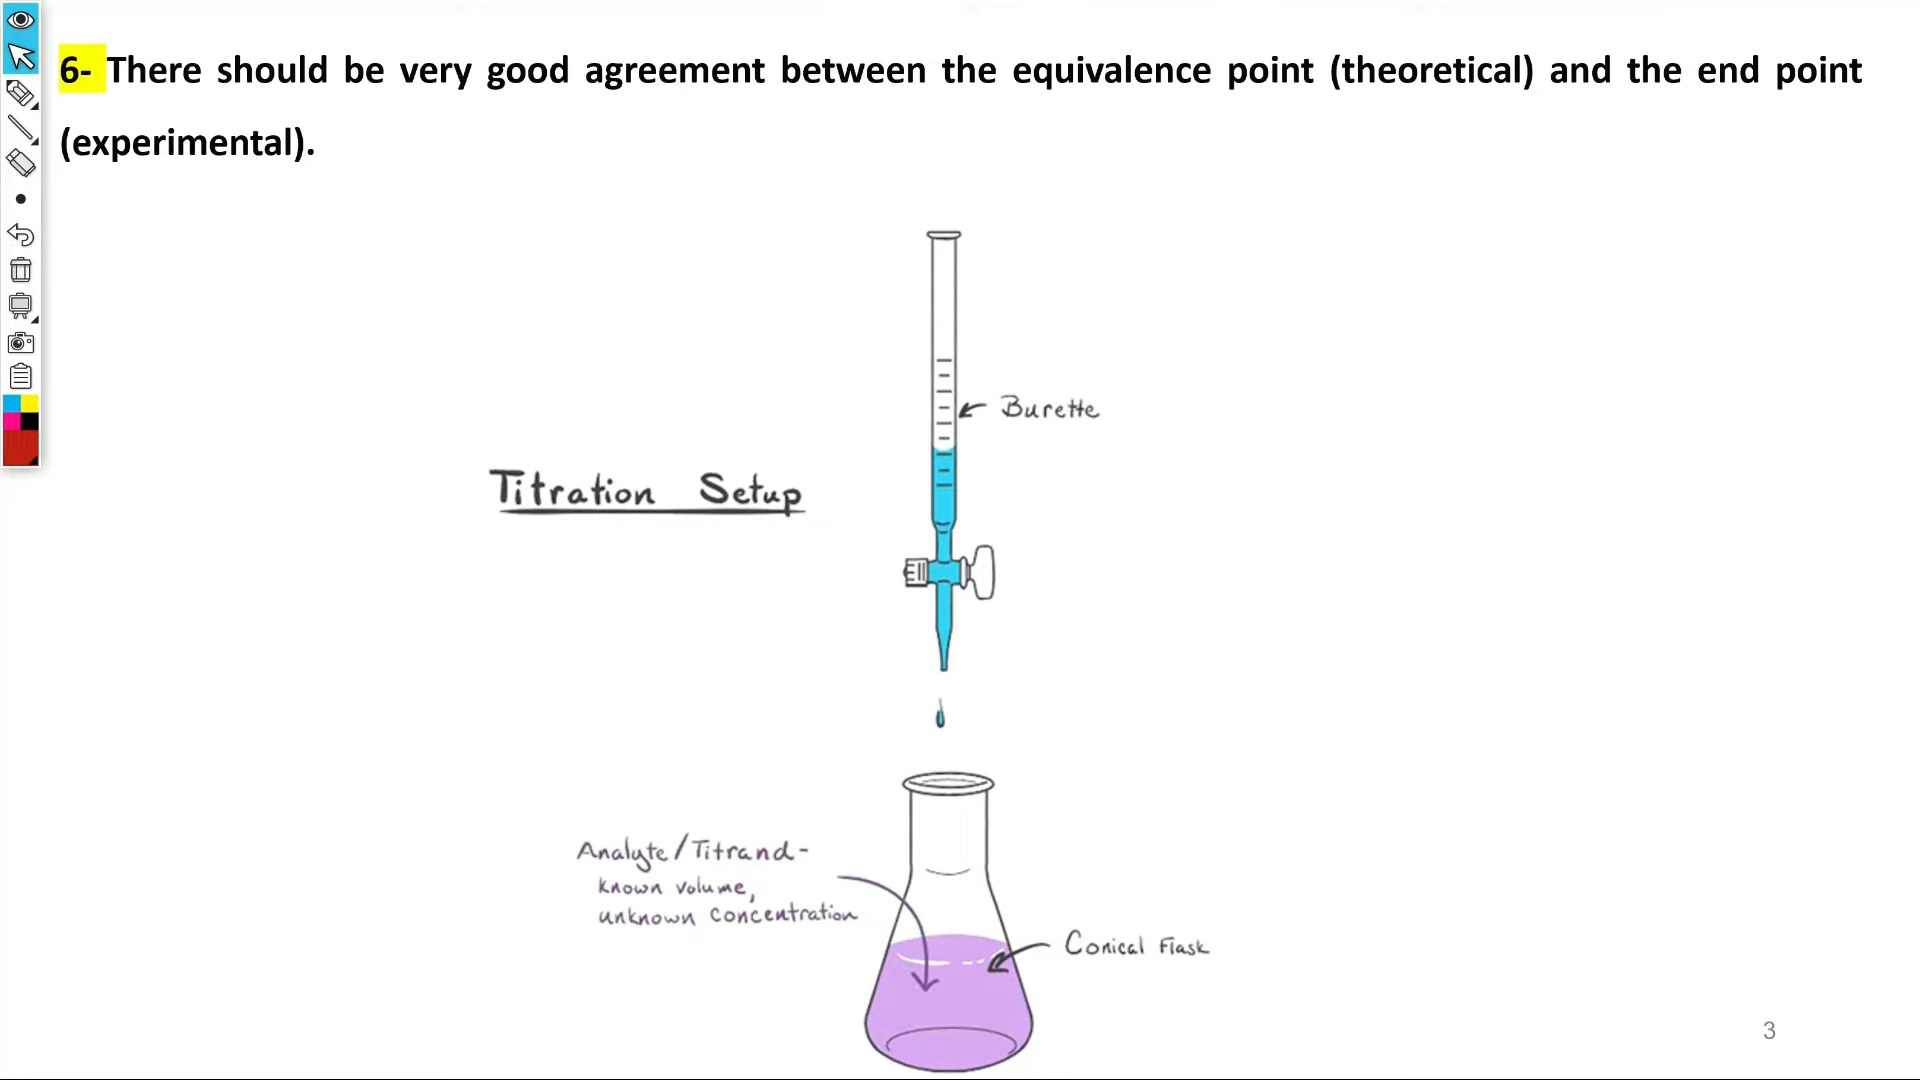 6- There should be very good agreement between the equivalence point (theoretical) and the end point
(experimental).
Burette
Titration Setup
Analyte/Titrand-
known volume,
unknown concentration
Conical Flask
3